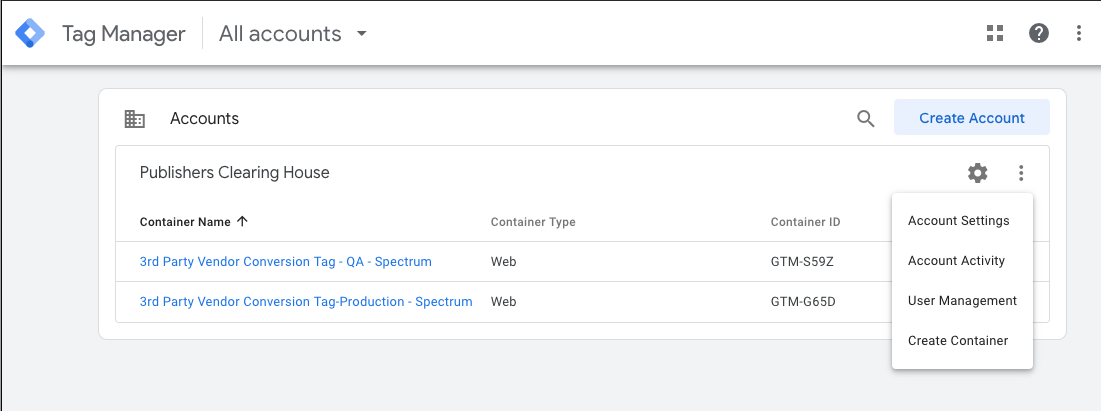 Tag Manager All accounts
Accounts Create Account
Publishers Clearing House
Container Name Container Type Container ID
Account Settings
3rd Party Vendor Conversion Tag - QA - Spectrum Web GTM-S59Z
Account Activity
3rd Party Vendor Conversion Tag-Production - Spectrum Web GTM-G65D
User Management
Create Container